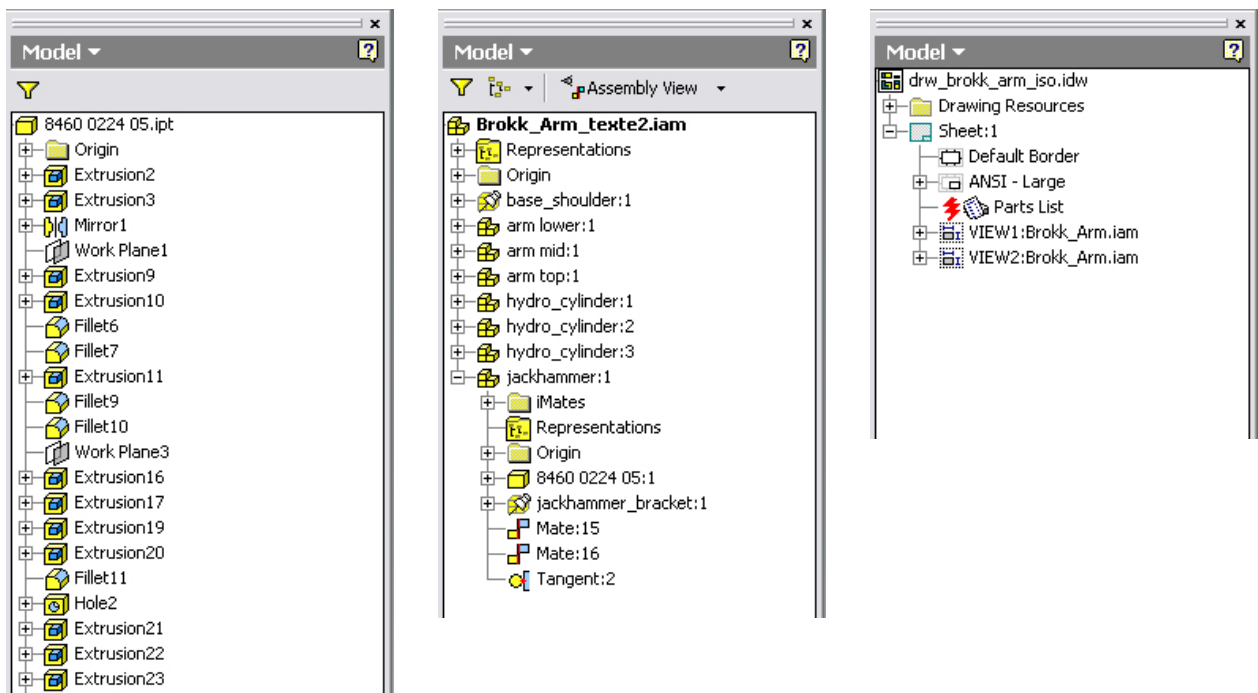 Model
8460 0224 05.ipt
Origin
Extrusion2
Extrusion3
Mirror1
Work Plane1
Extrusion9
Extrusion10
Fillet6
Fillet7
Extrusion11
Fillet9
Fillet10
Work Plane3
Extrusion16
Extrusion17
Extrusion19
Extrusion20
Fillet11
Hole2
Extrusion21
Extrusion22
Extrusion23
Model
Assembly View
Brokk_Arm_texte2.iam
Representations
Origin
base_shoulder:1
arm lower:1
arm mid:1
arm top:1
hydro_cylinder:1
hydro_cylinder:2
hydro_cylinder:3
jackhammer:1
iMates
Representations
Origin
8460 0224 05:1
jackhammer_bracket:1
Mate:15
Mate:16
Tangent:2
Model
drw_brokk_arm_iso.idw
Drawing Resources
Sheet:1
Default Border
ANSI - Large
Parts List
VIEW1:Brokk_Arm.iam
VIEW2:Brokk_Arm.iam